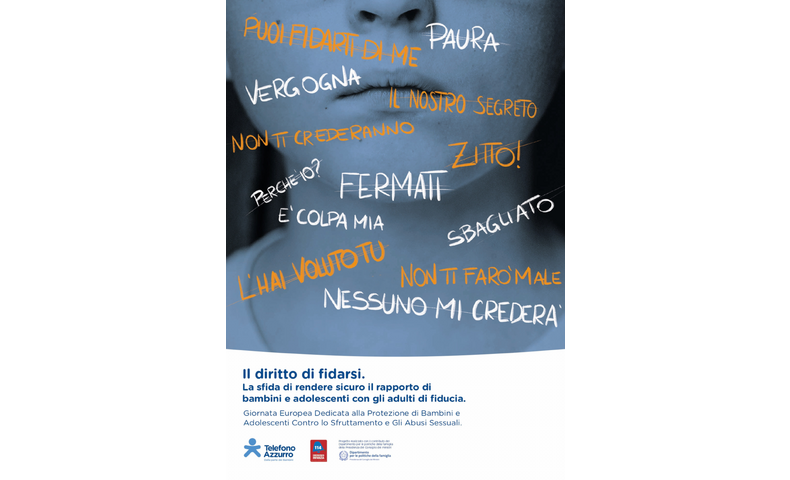 PUOI FIDARTI DI ME
PAURA
VERGOGNA
IL NOSTRO SEGRETO
NON TI CREDERANNO
ZITTO!
PERCHÈ IO?
FERMATI
E' COLPA MIA
SBAGLIATO
L'HAI VOLUTO TU
NON TI FARO' MALE
NESSUNO MI CREDERA'
Il diritto di fidarsi.
La sfida di rendere sicuro il rapporto di
bambini e adolescenti con gli adulti di fiducia.
Giornata Europea Dedicata alla Protezione di Bambini e
Adolescenti Contro lo Sfruttamento e Gli Abusi Sessuali.
Telefono
Azzurro
114
Dipartimento
per le politiche della famiglia